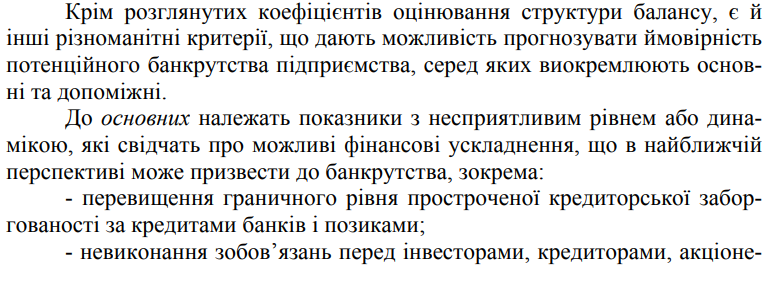 Крім розглянутих коефіцієнтів оцінювання структури балансу, є й
інші різноманітні критерії, що дають можливість прогнозувати ймовірність
потенційного банкрутства підприємства, серед яких виокремлюють основ-
ні та допоміжні.
До основних належать показники з несприятливим рівнем або дина-
мікою, які свідчать про можливі фінансові ускладнення, що в найближчій
перспективі може призвести до банкрутства, зокрема:
- перевищення граничного рівня простроченої кредиторської забор-
гованості за кредитами банків і позиками;
- невиконання зобов’язань перед інвесторами, кредиторами, акціоне-